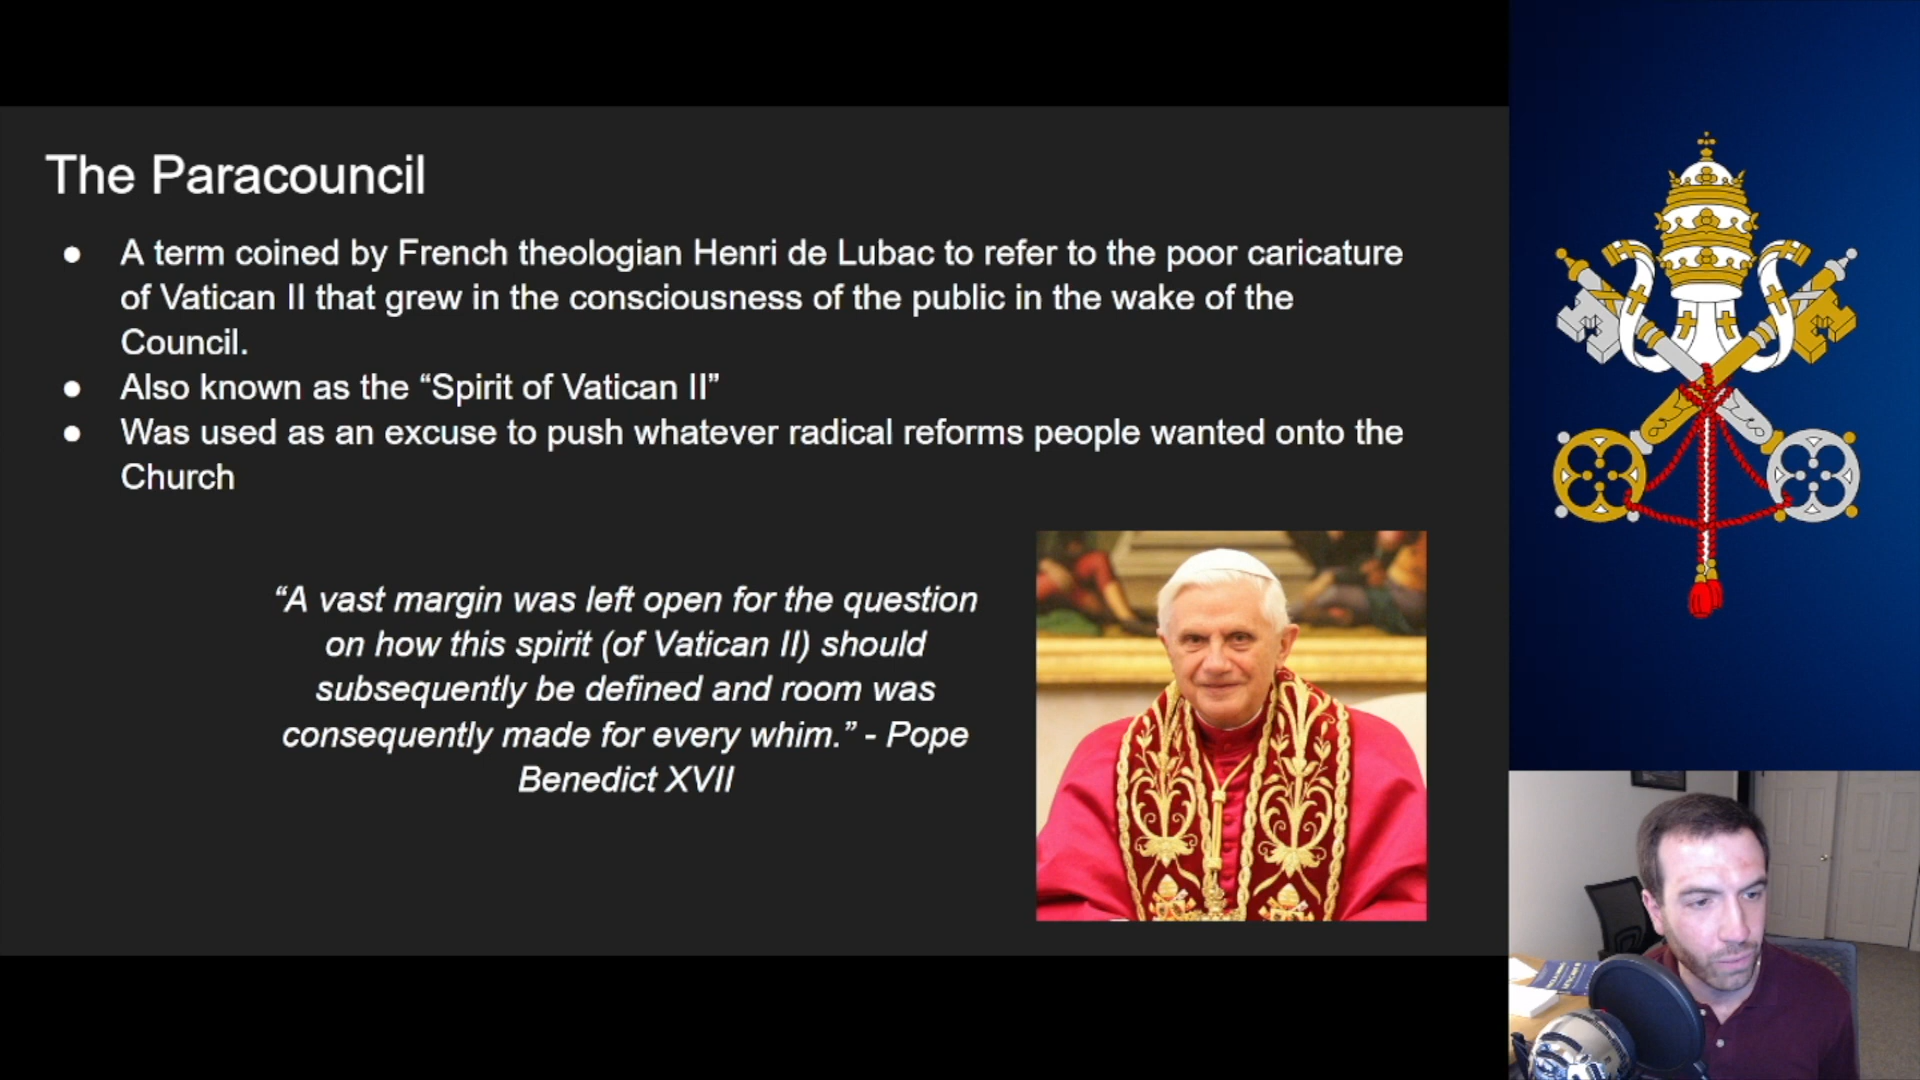 The Paracouncil
● A term coined by French theologian Henri de Lubac to refer to the poor caricature
of Vatican II that grew in the consciousness of the public in the wake of the
Council.
● Also known as the “Spirit of Vatican II”
● Was used as an excuse to push whatever radical reforms people wanted onto the
Church
“A vast margin was left open for the question
on how this spirit (of Vatican II) should
subsequently be defined and room was
consequently made for every whim.” - Pope
Benedict XVII